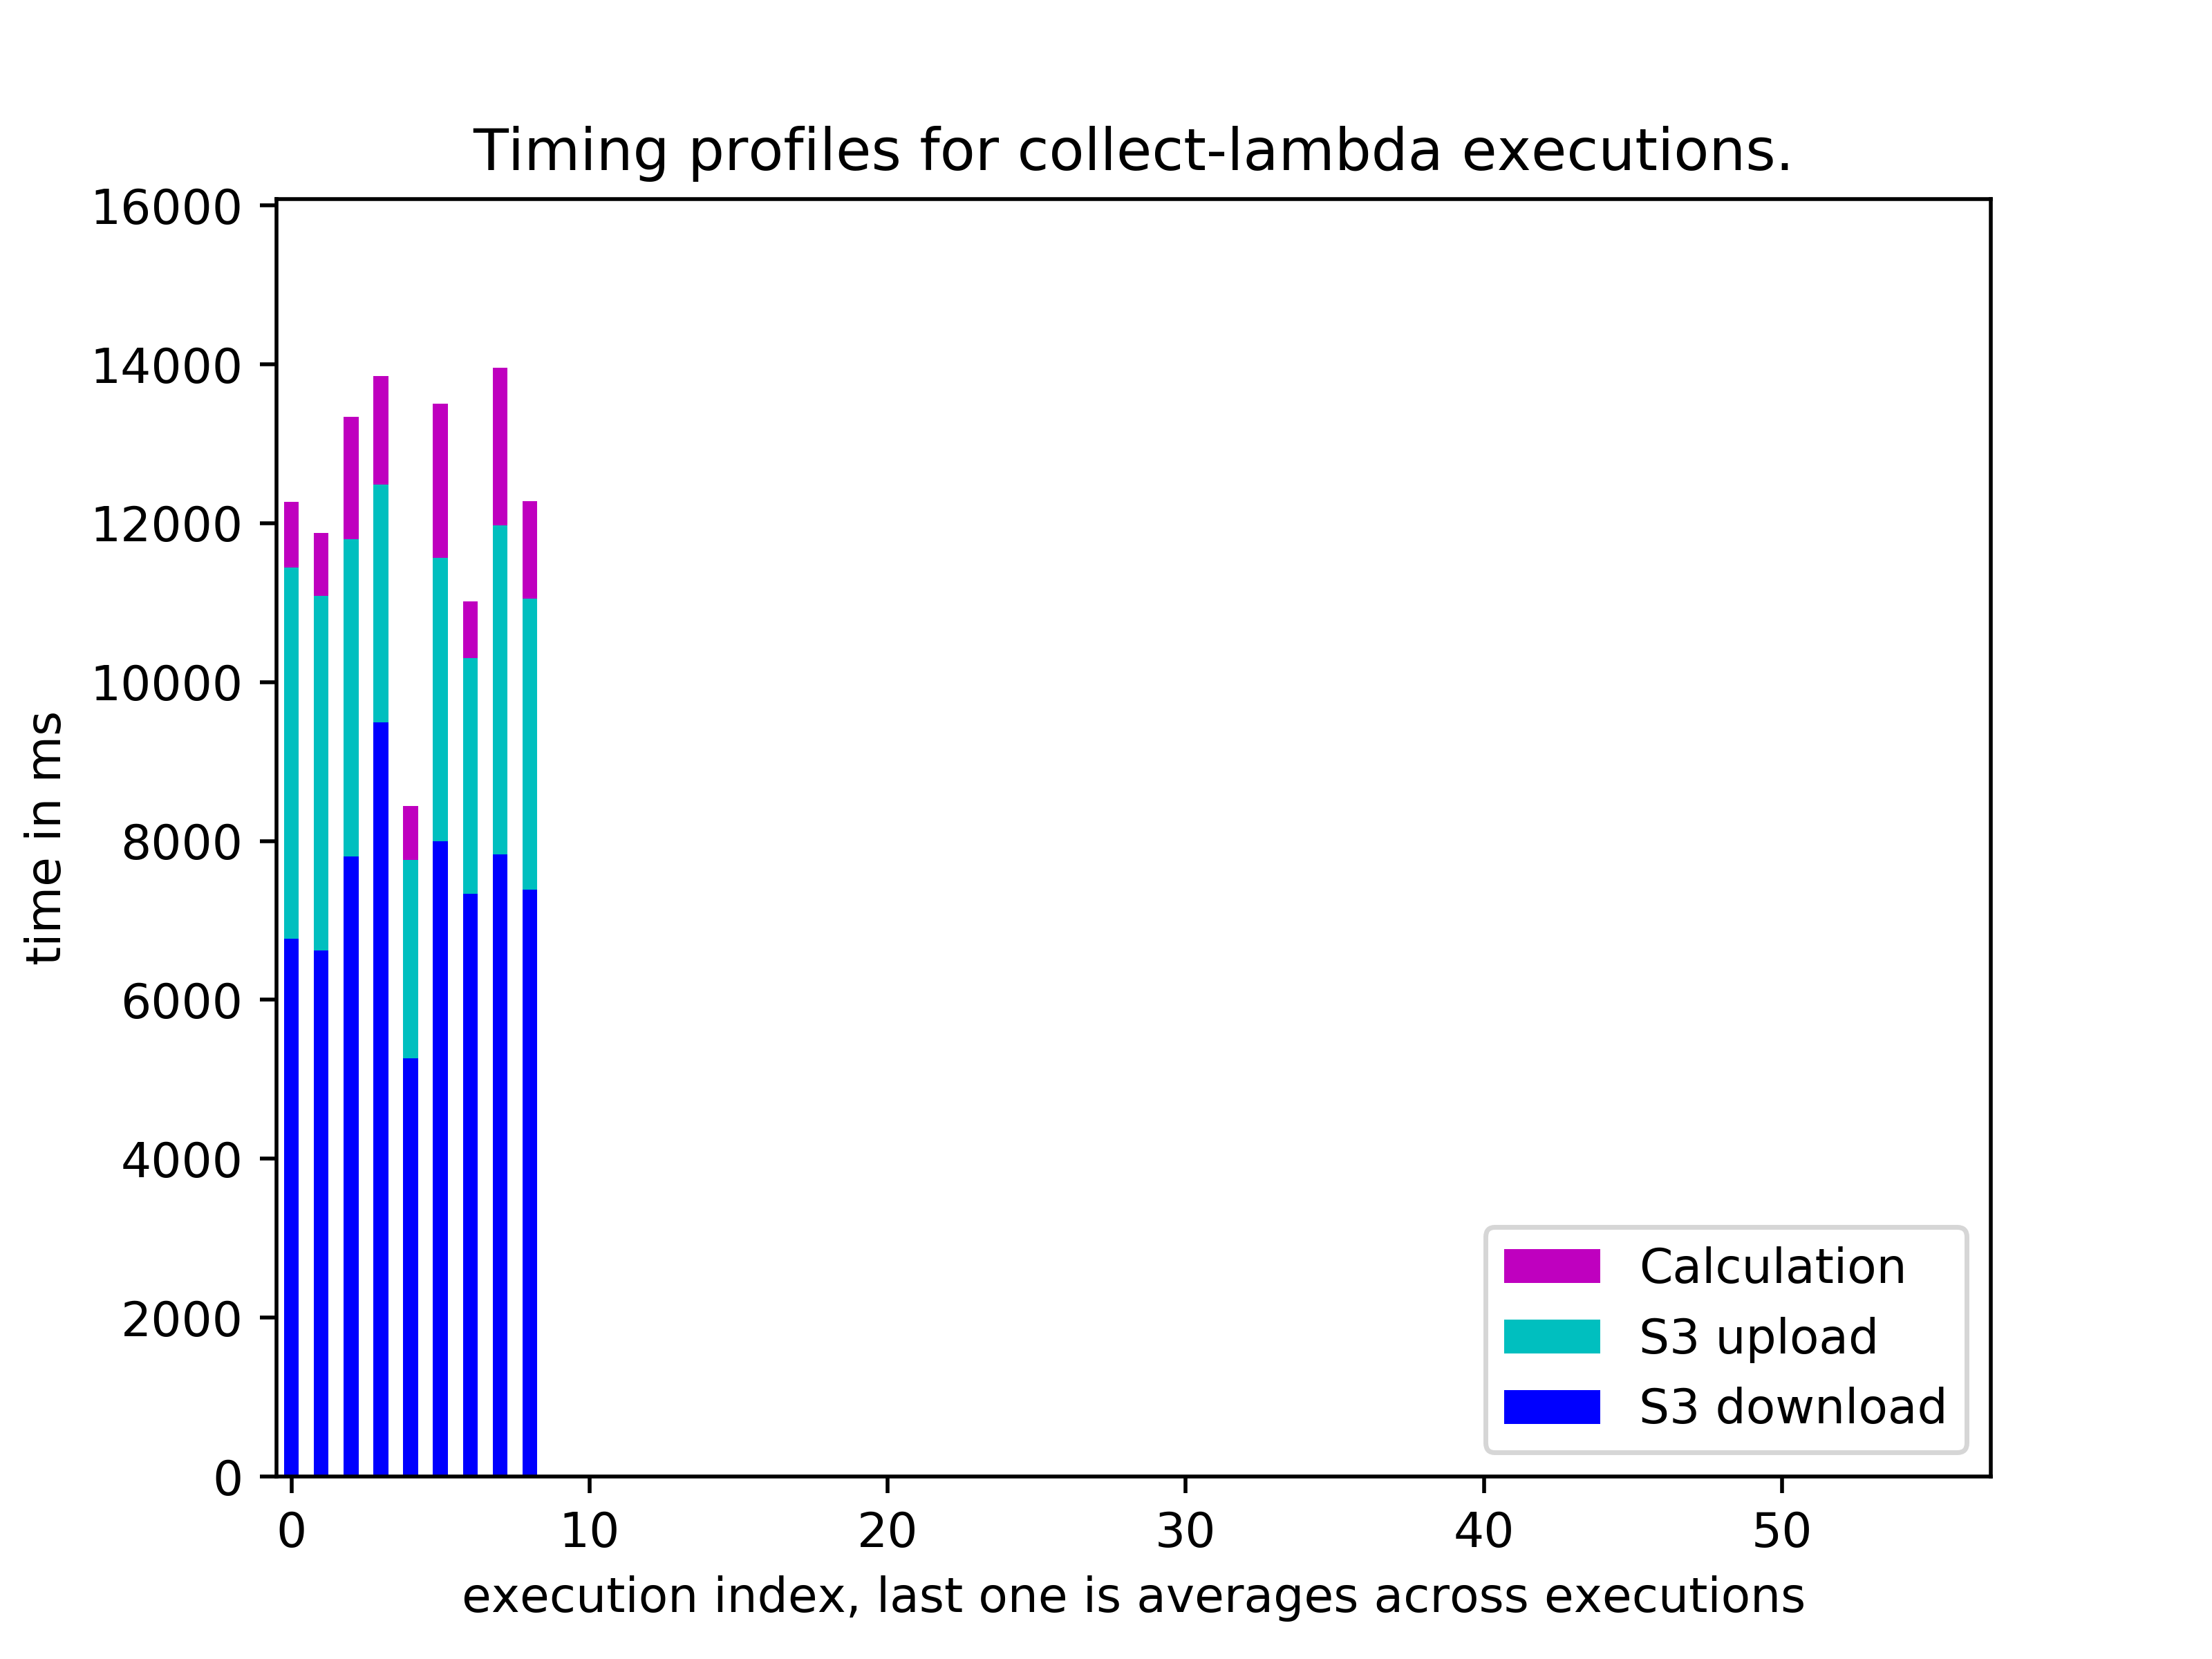 Timing profiles for collect-lambda executions.
16000
14000
12000
10000
8000
6000
4000
2000
0
time in ms
Calculation
S3 upload
S3 download
0 10 20 30 40 50
execution index, last one is averages across executions